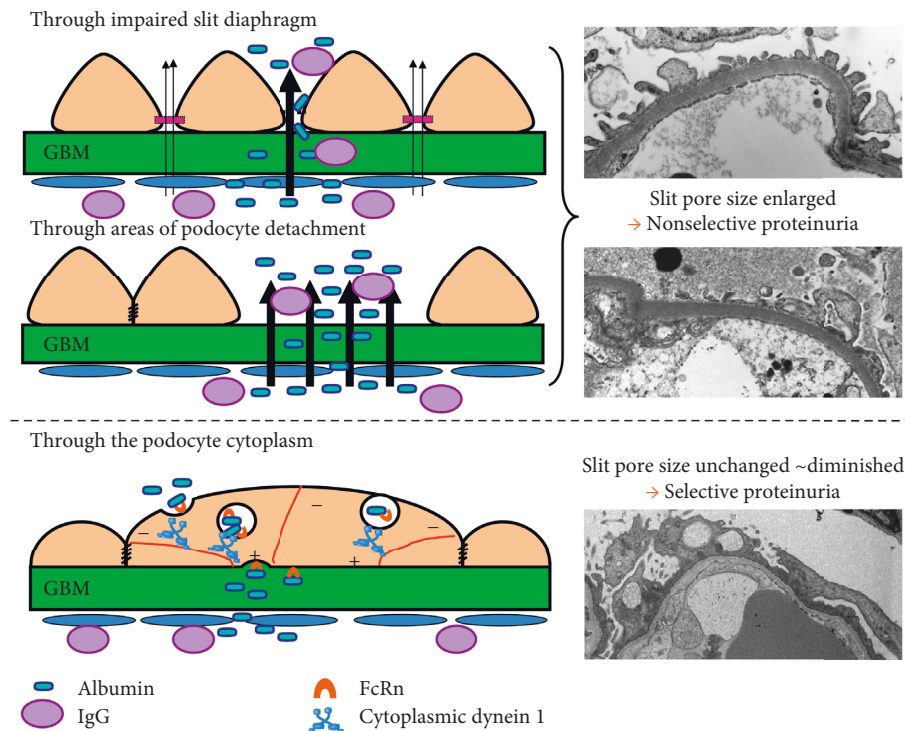 Through impaired slit diaphragm
GBM
Through areas of podocyte detachment
GBM
Slit pore size enlarged
→ Nonselective proteinuria
Through the podocyte cytoplasm
− − − + +
GBM
Slit pore size unchanged ~diminished
→ Selective proteinuria
Albumin
IgG
FcRn
Cytoplasmic dynein 1